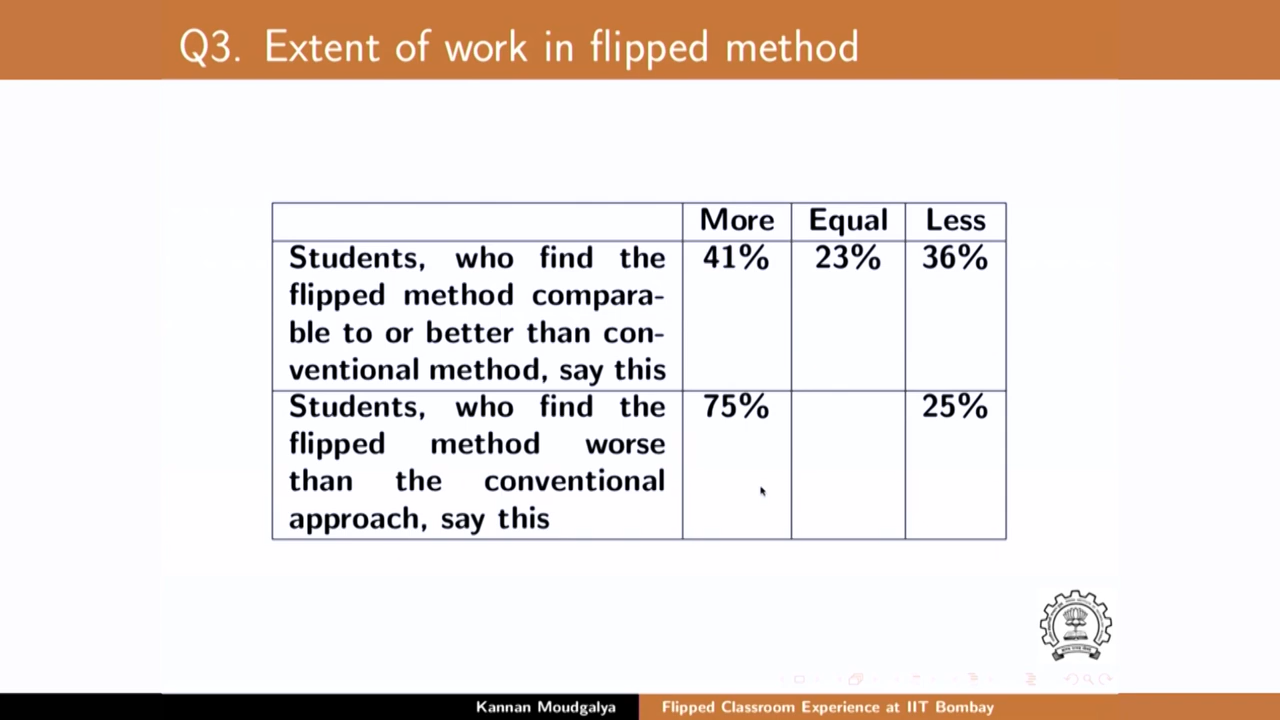 Q3. Extent of work in flipped method
More Equal Less
Students, who find the 41% 23% 36%
flipped method compara-
ble to or better than con-
ventional method, say this
Students, who find the 75% 25%
flipped method worse
than the conventional
approach, say this
Kannan Moudgalya Flipped Classroom Experience at IIT Bombay